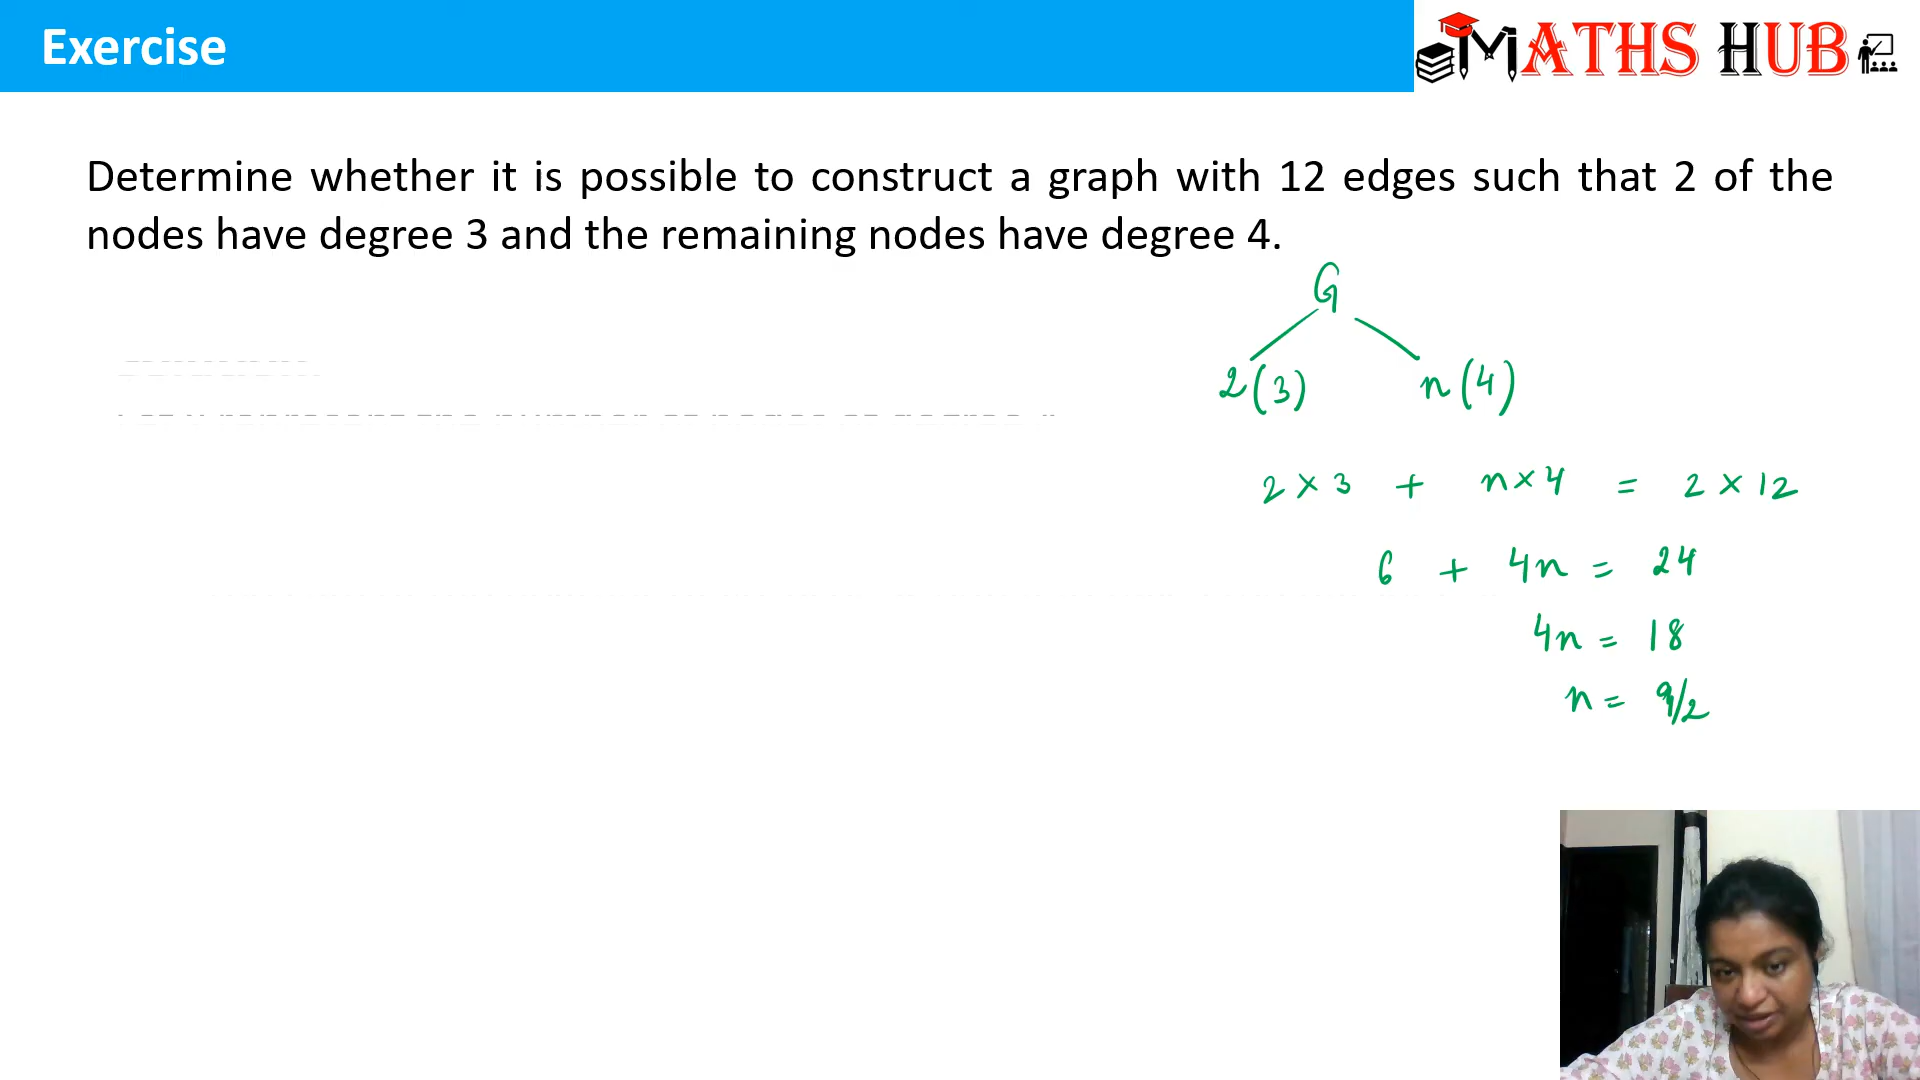 Exercise
MATHS HUB
Determine whether it is possible to construct a graph with 12 edges such that 2 of the
nodes have degree 3 and the remaining nodes have degree 4.
G
2(3) n(4)
2 × 3 + n×4 = 2 × 12
6 + 4n = 24
4n = 18
n = 9/2